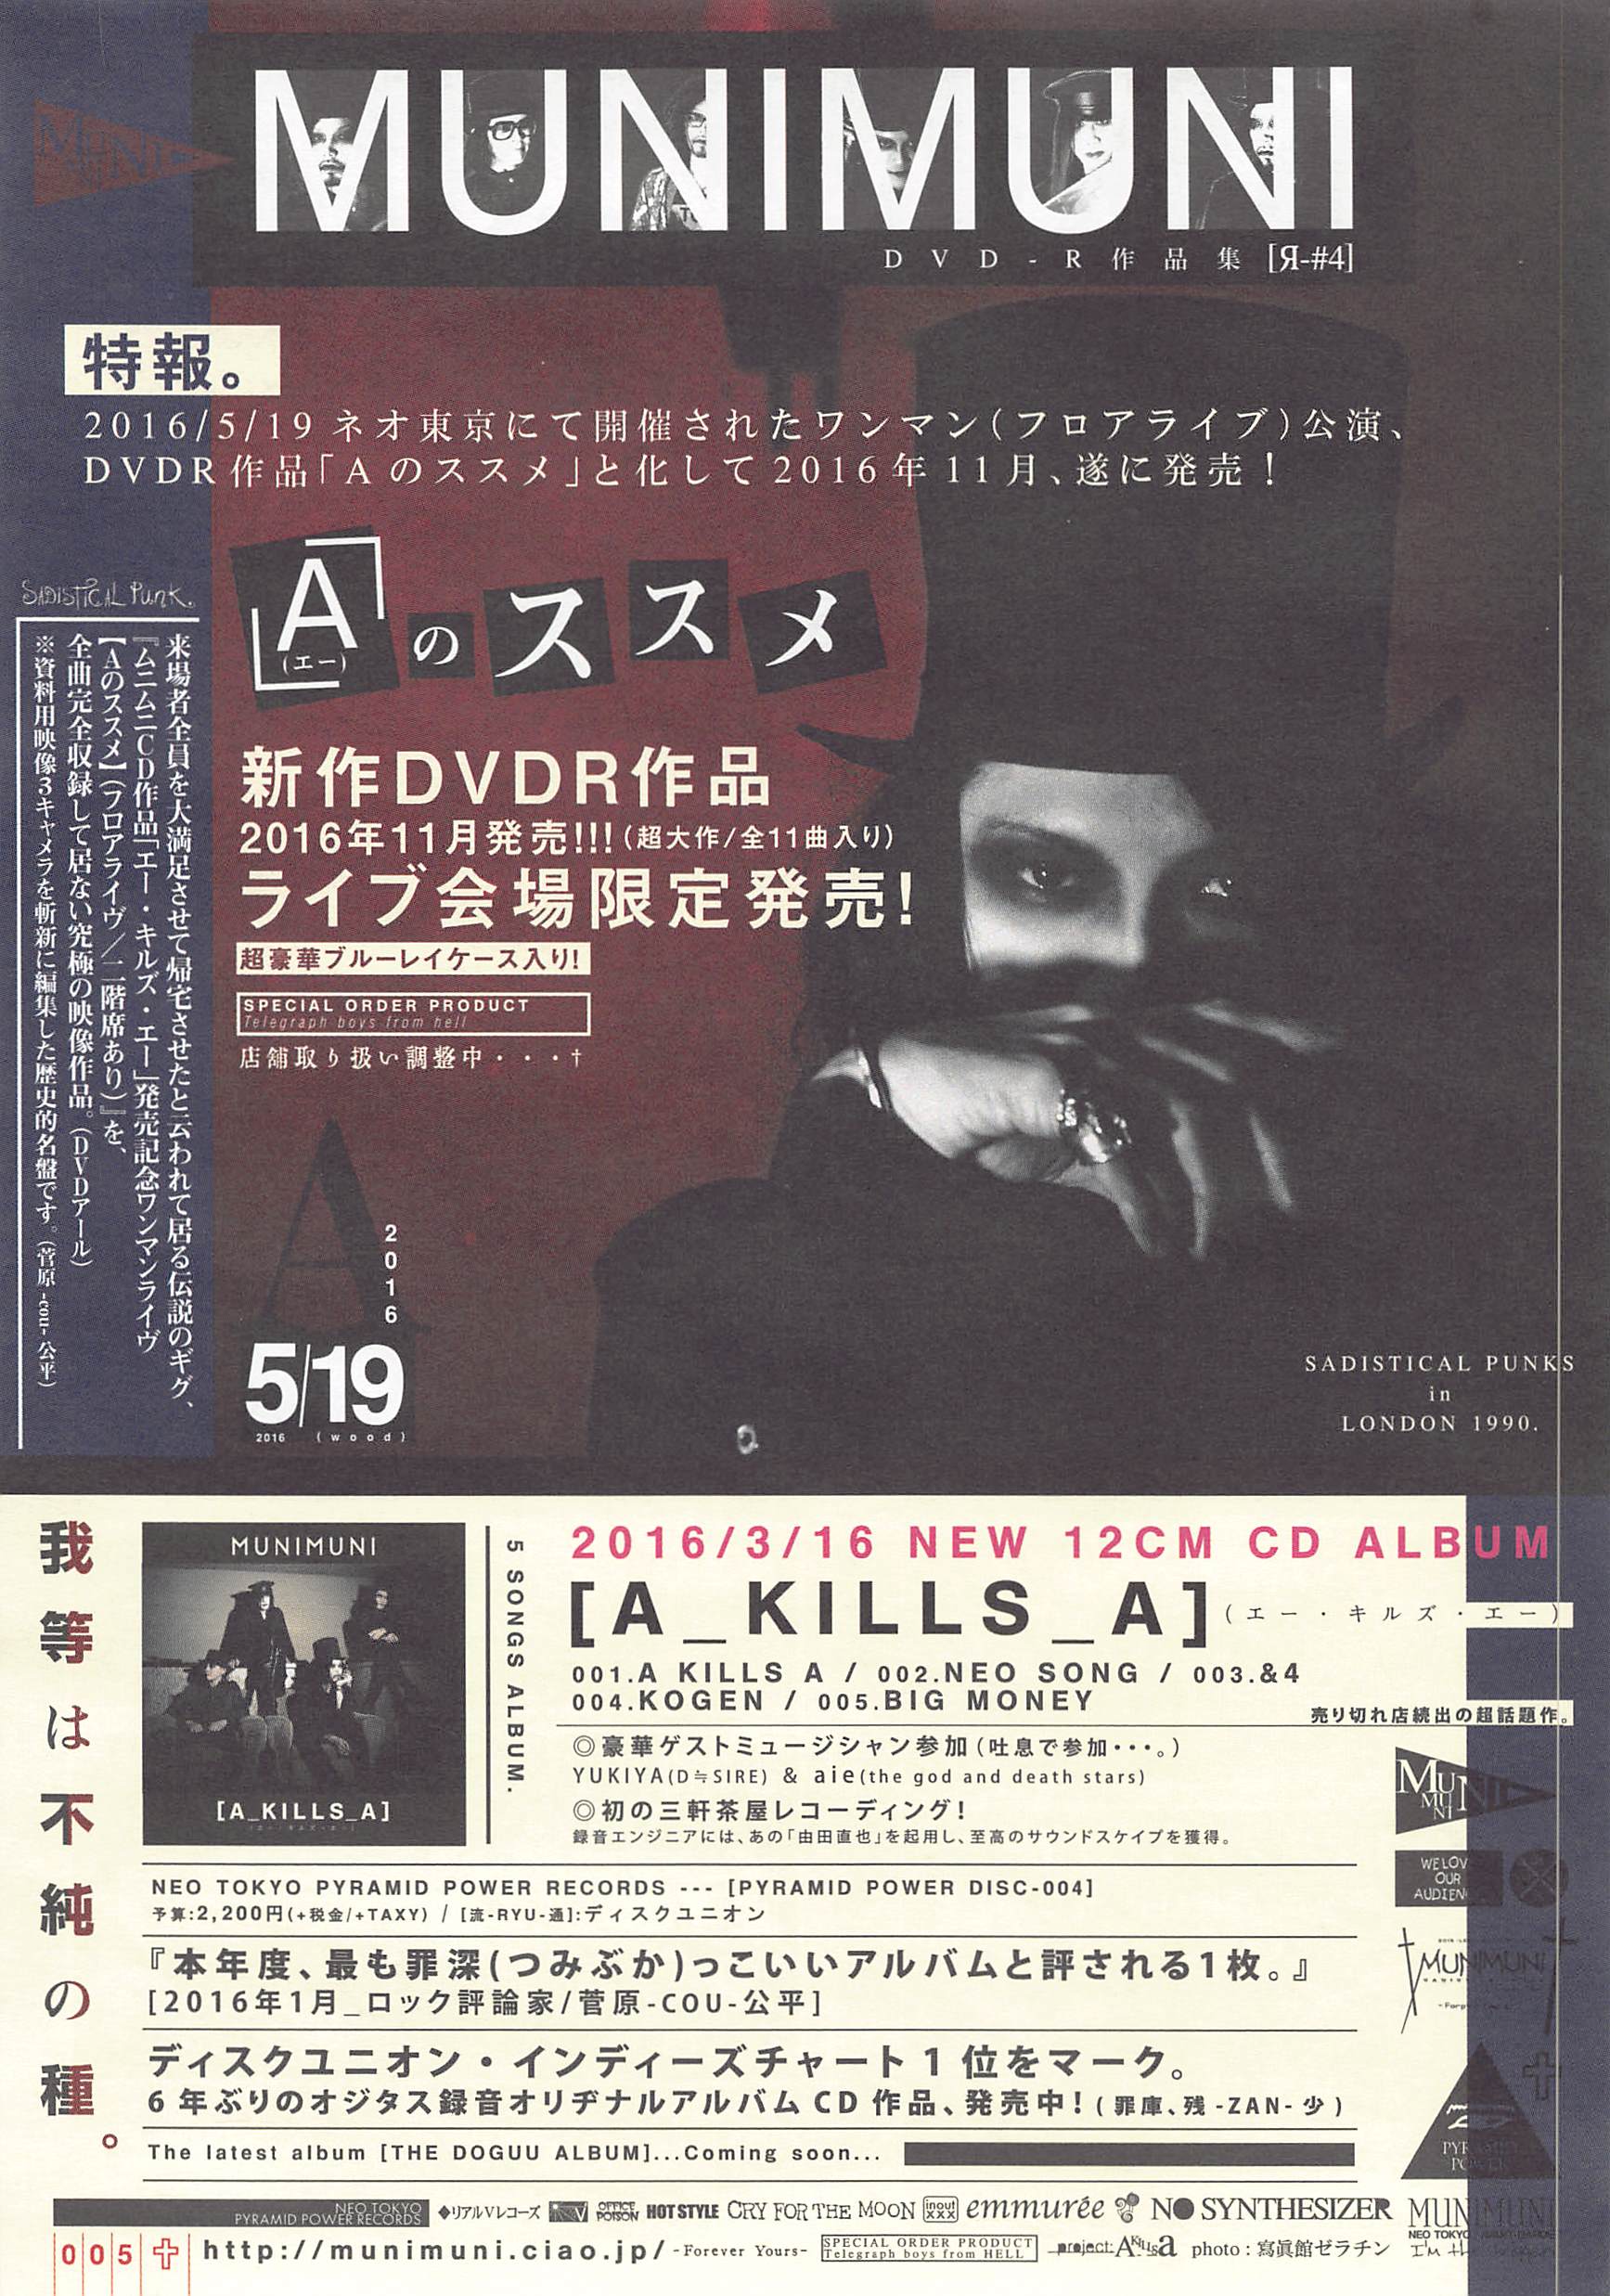 MUNIMUNI
DVD-R作品集 [Я-#4]
特報。
2016/5/19 ネオ東京にて開催されたワンマン(フロアライブ)公演、
DVDR作品「Aのススメ」と化して2016年11月、遂に発売！
「A(エー)」のススメ
新作DVDR作品
2016年11月発売!!!(超大作/全11曲入り)
ライブ会場限定発売！
超豪華ブルーレイケース入り!
SPECIAL ORDER PRODUCT
Telegraph boys from hell
店舗取り扱い調整中・・・†
SADISTICAL PUNK.
来場者全員を大満足させて帰宅させたと云われて居る伝説のギグ、
『ムニムニCD作品「エー・キルズ・エー」発売記念ワンマンライヴ
【Aのススメ】(フロアライヴ／二階席あり)』を、
全曲完全収録して居ない究極の映像作品。(DVDアール)
※資料用映像3キャメラを斬新に編集した歴史的名盤です。(菅原-cou-公平)
A
2016
5/19
2016 (wood)
SADISTICAL PUNKS
in
LONDON 1990.
我等は不純の種。
MUNIMUNI
[A_KILLS_A]
5 SONGS ALBUM.
2016/3/16 NEW 12CM CD ALBUM
[A_KILLS_A](エー・キルズ・エー)
001.A KILLS A / 002.NEO SONG / 003.&4
004.KOGEN / 005.BIG MONEY
売り切れ店続出の超話題作。
◎豪華ゲストミュージシャン参加(吐息で参加・・・。)
YUKIYA(D≒SIRE) & aie(the god and death stars)
◎初の三軒茶屋レコーディング!
録音エンジニアには、あの「由田直也」を起用し、至高のサウンドスケイプを獲得。
NEO TOKYO PYRAMID POWER RECORDS --- [PYRAMID POWER DISC-004]
予算:2,200円(+税金/+TAXY) / [流-RYU-通]:ディスクユニオン
『本年度、最も罪深(つみぶか)っこいいアルバムと評される1枚。』
[2016年1月_ロック評論家/菅原-COU-公平]
ディスクユニオン・インディーズチャート1位をマーク。
6年ぶりのオジタス録音オリヂナルアルバムCD作品、発売中！(罪庫、残-ZAN-少)
The latest album [THE DOGUU ALBUM]...Coming soon...
MUNIMUNI
WE LOVE
OUR
AUDIENCE
MUNIMUNI
PYRAMID
POWER
NEO TOKYO
PYRAMID POWER RECORDS
◆リアルVレコーズ
OFFICE POISON
HOT STYLE
CRY FOR THE MOON
inout xxx
emmurée
NO SYNTHESIZER
MUNIMUNI
005
http://munimuni.ciao.jp/
-Forever Yours-
SPECIAL ORDER PRODUCT
Telegraph boys from HELL
photo : 寫眞館ゼラチン